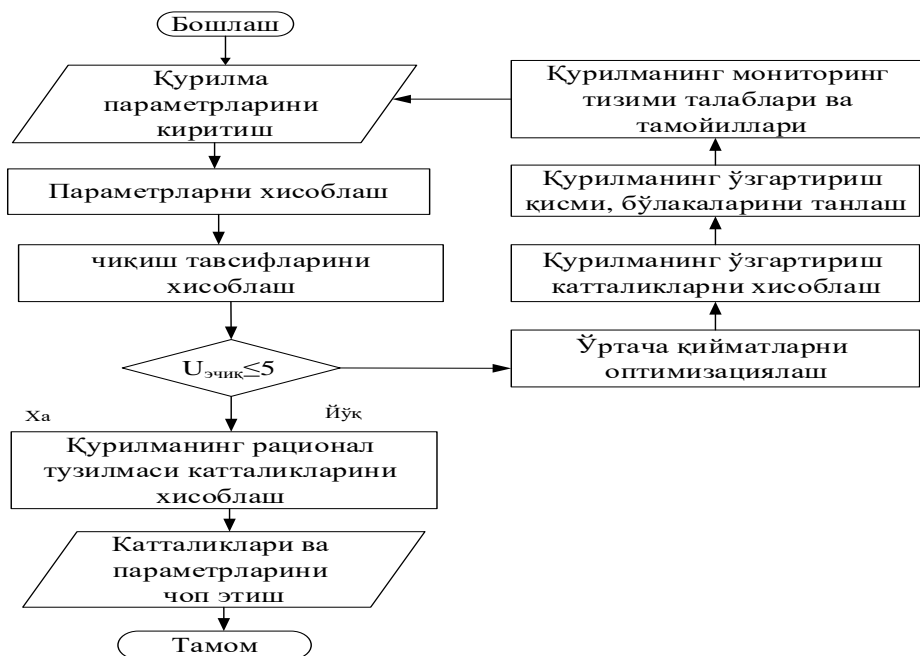 Бошлаш
Қурилма
параметрларини
киритиш
Параметрларни хисоблаш
чиқиш тавсифларини
хисоблаш
Uэчиқ≤5
Ха
Йўқ
Қурилманинг рационал
тузилмаси катталикларини
хисоблаш
Катталиклари ва
параметрларини
чоп этиш
Тамом
Қурилманинг мониторинг
тизими талаблари ва
тамойиллари
Қурилманинг ўзгартириш
қисми, бўлакаларини танлаш
Қурилманинг ўзгартириш
катталикларни хисоблаш
Ўртача қийматларни
оптимизациялаш